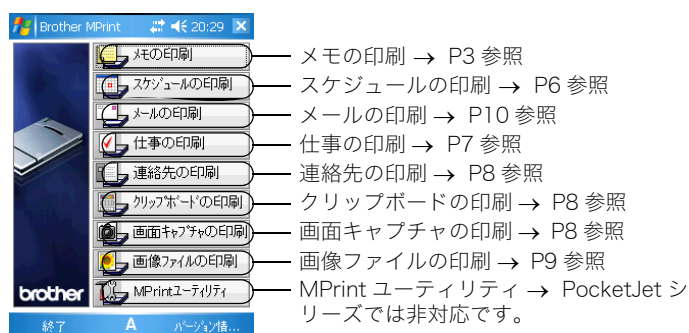 Brother MPrint 20:29
メモの印刷
メモの印刷 → P3 参照
スケジュールの印刷
スケジュールの印刷 → P6 参照
メールの印刷
メールの印刷 → P10 参照
仕事の印刷
仕事の印刷 → P7 参照
連絡先の印刷
連絡先の印刷 → P8 参照
クリップボードの印刷
クリップボードの印刷 → P8 参照
画面キャプチャの印刷
画面キャプチャの印刷 → P8 参照
画像ファイルの印刷
画像ファイルの印刷 → P9 参照
brother
MPrintユーティリティ
MPrint ユーティリティ → PocketJet シ
リーズでは非対応です。
終了 A バージョン情...